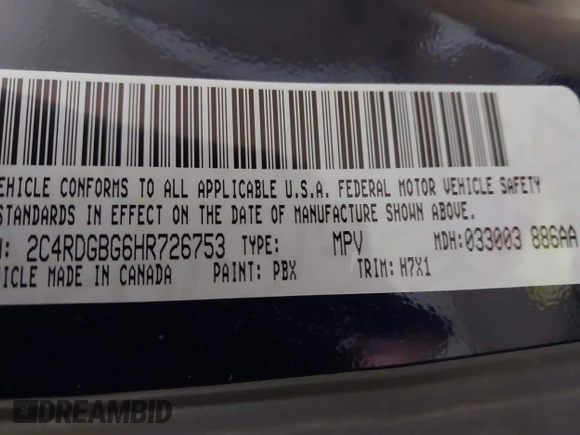 EHICLE CONFORMS TO ALL APPLICABLE U.S.A. FEDERAL MOTOR VEHICLE SAFETY
STANDARDS IN EFFECT ON THE DATE OF MANUFACTURE SHOWN ABOVE.
: 2C4RDGBG6HR726753 TYPE: MPV MDH:033003 886AA
ICLE MADE IN CANADA PAINT: PBX TRIM: H7X1
DREAMBID